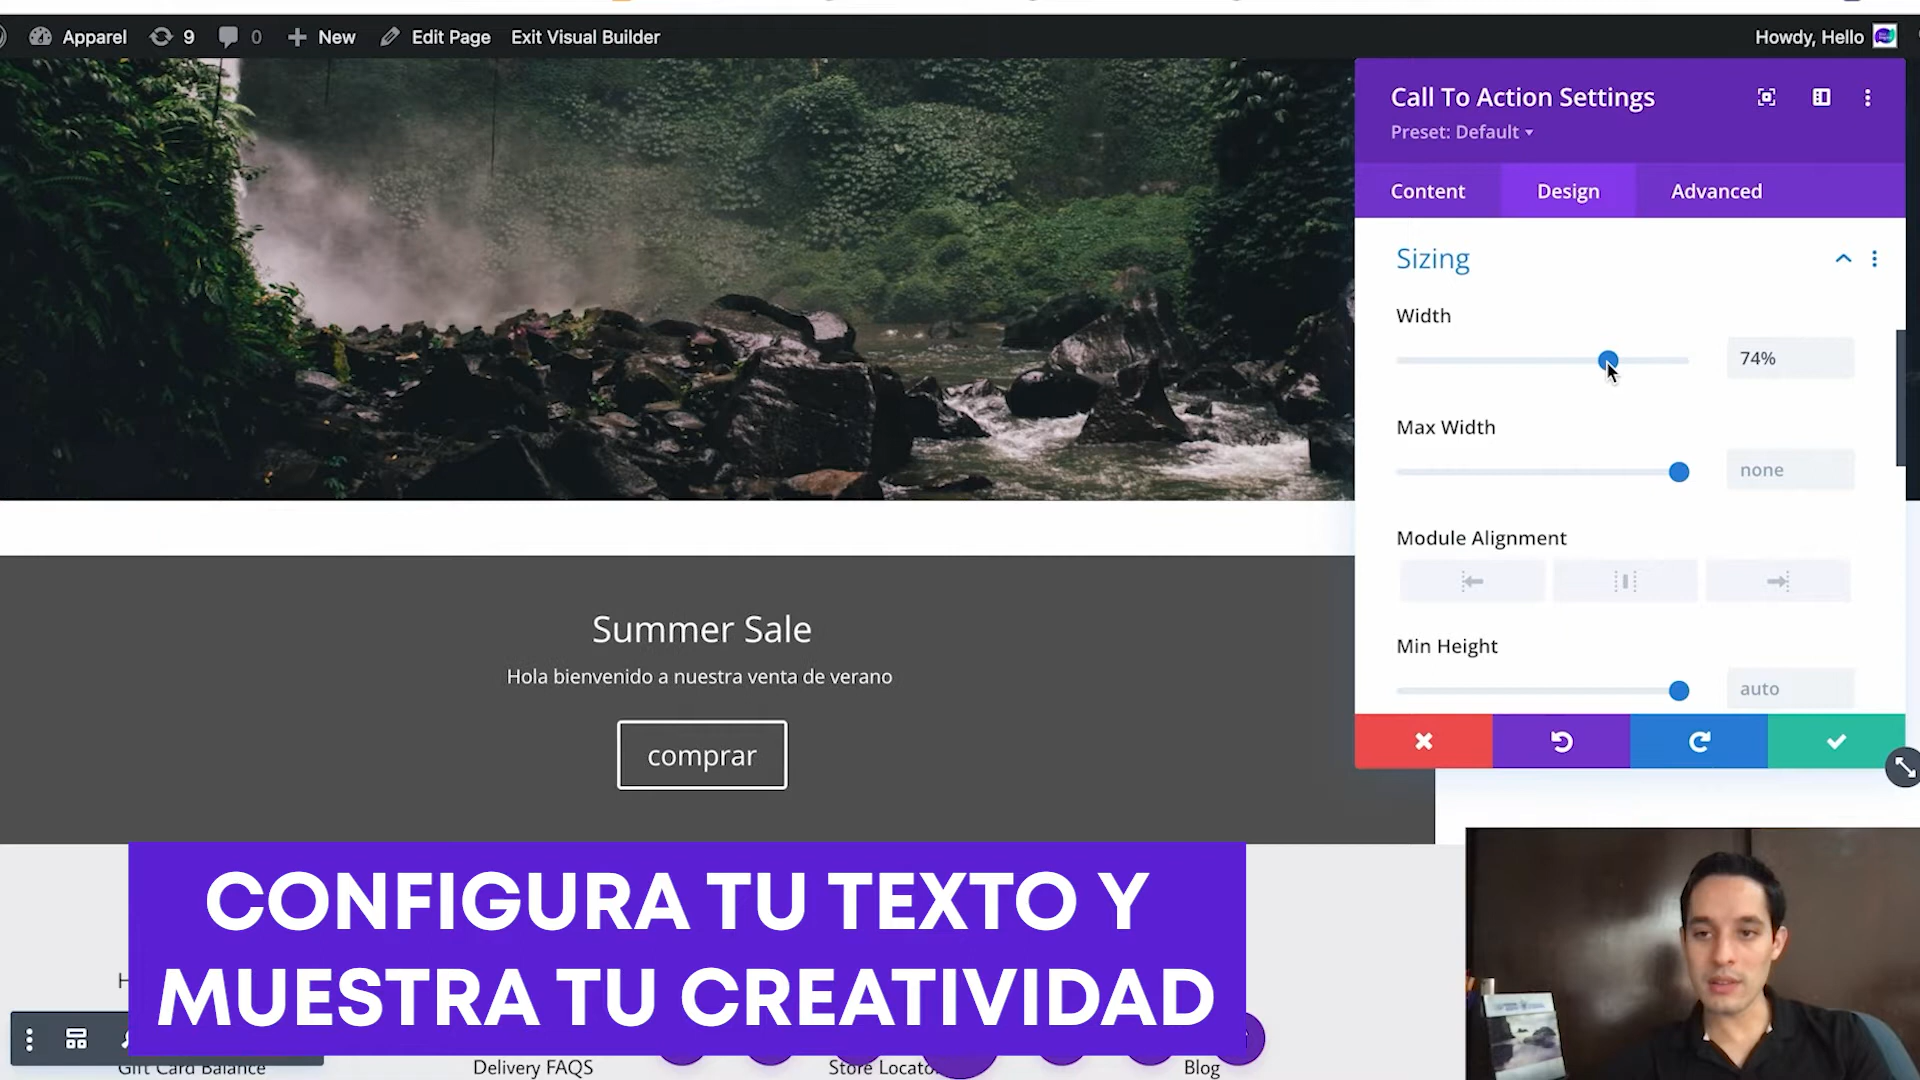 Apparel 9 0 New Edit Page Exit Visual Builder Howdy, Hello
Call To Action Settings
Preset: Default
Content Design Advanced
Sizing
Width
74%
Max Width
none
Module Alignment
Min Height
auto
Summer Sale
Hola bienvenido a nuestra venta de verano
comprar
CONFIGURA TU TEXTO Y
MUESTRA TU CREATIVIDAD
Gift Card Balance Delivery FAQS Store Blog